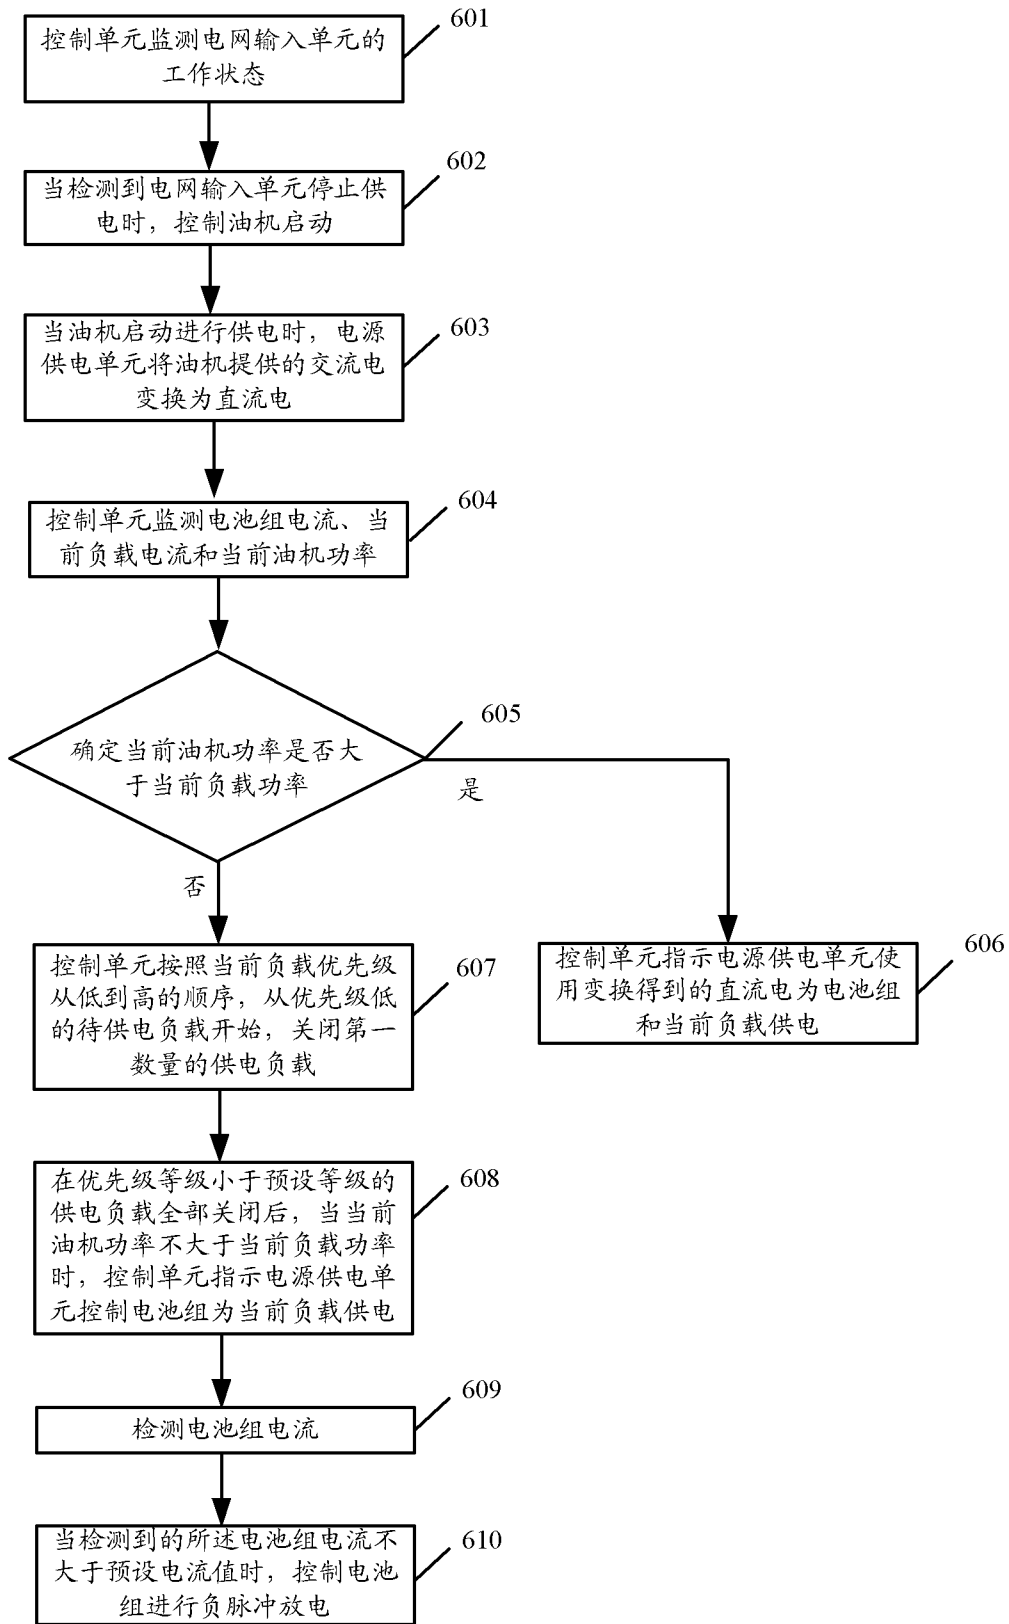 601
控制单元监测电网输入单元的
工作状态
602
当检测到电网输入单元停止供
电时，控制油机启动
603
当油机启动进行供电时，电源
供电单元将油机提供的交流电
变换为直流电
604
控制单元监测电池组电流、当
前负载电流和当前油机功率
605
确定当前油机功率是否大
于当前负载功率
是
否
606
控制单元指示电源供电单元使
用变换得到的直流电为电池组
和当前负载供电
607
控制单元按照当前负载优先级
从低到高的顺序，从优先级低
的待供电负载开始，关闭第一
数量的供电负载
608
在优先级等级小于预设等级的
供电负载全部关闭后，当当前
油机功率不大于当前负载功率
时，控制单元指示电源供电单
元控制电池组为当前负载供电
609
检测电池组电流
610
当检测到的所述电池组电流不
大于预设电流值时，控制电池
组进行负脉冲放电